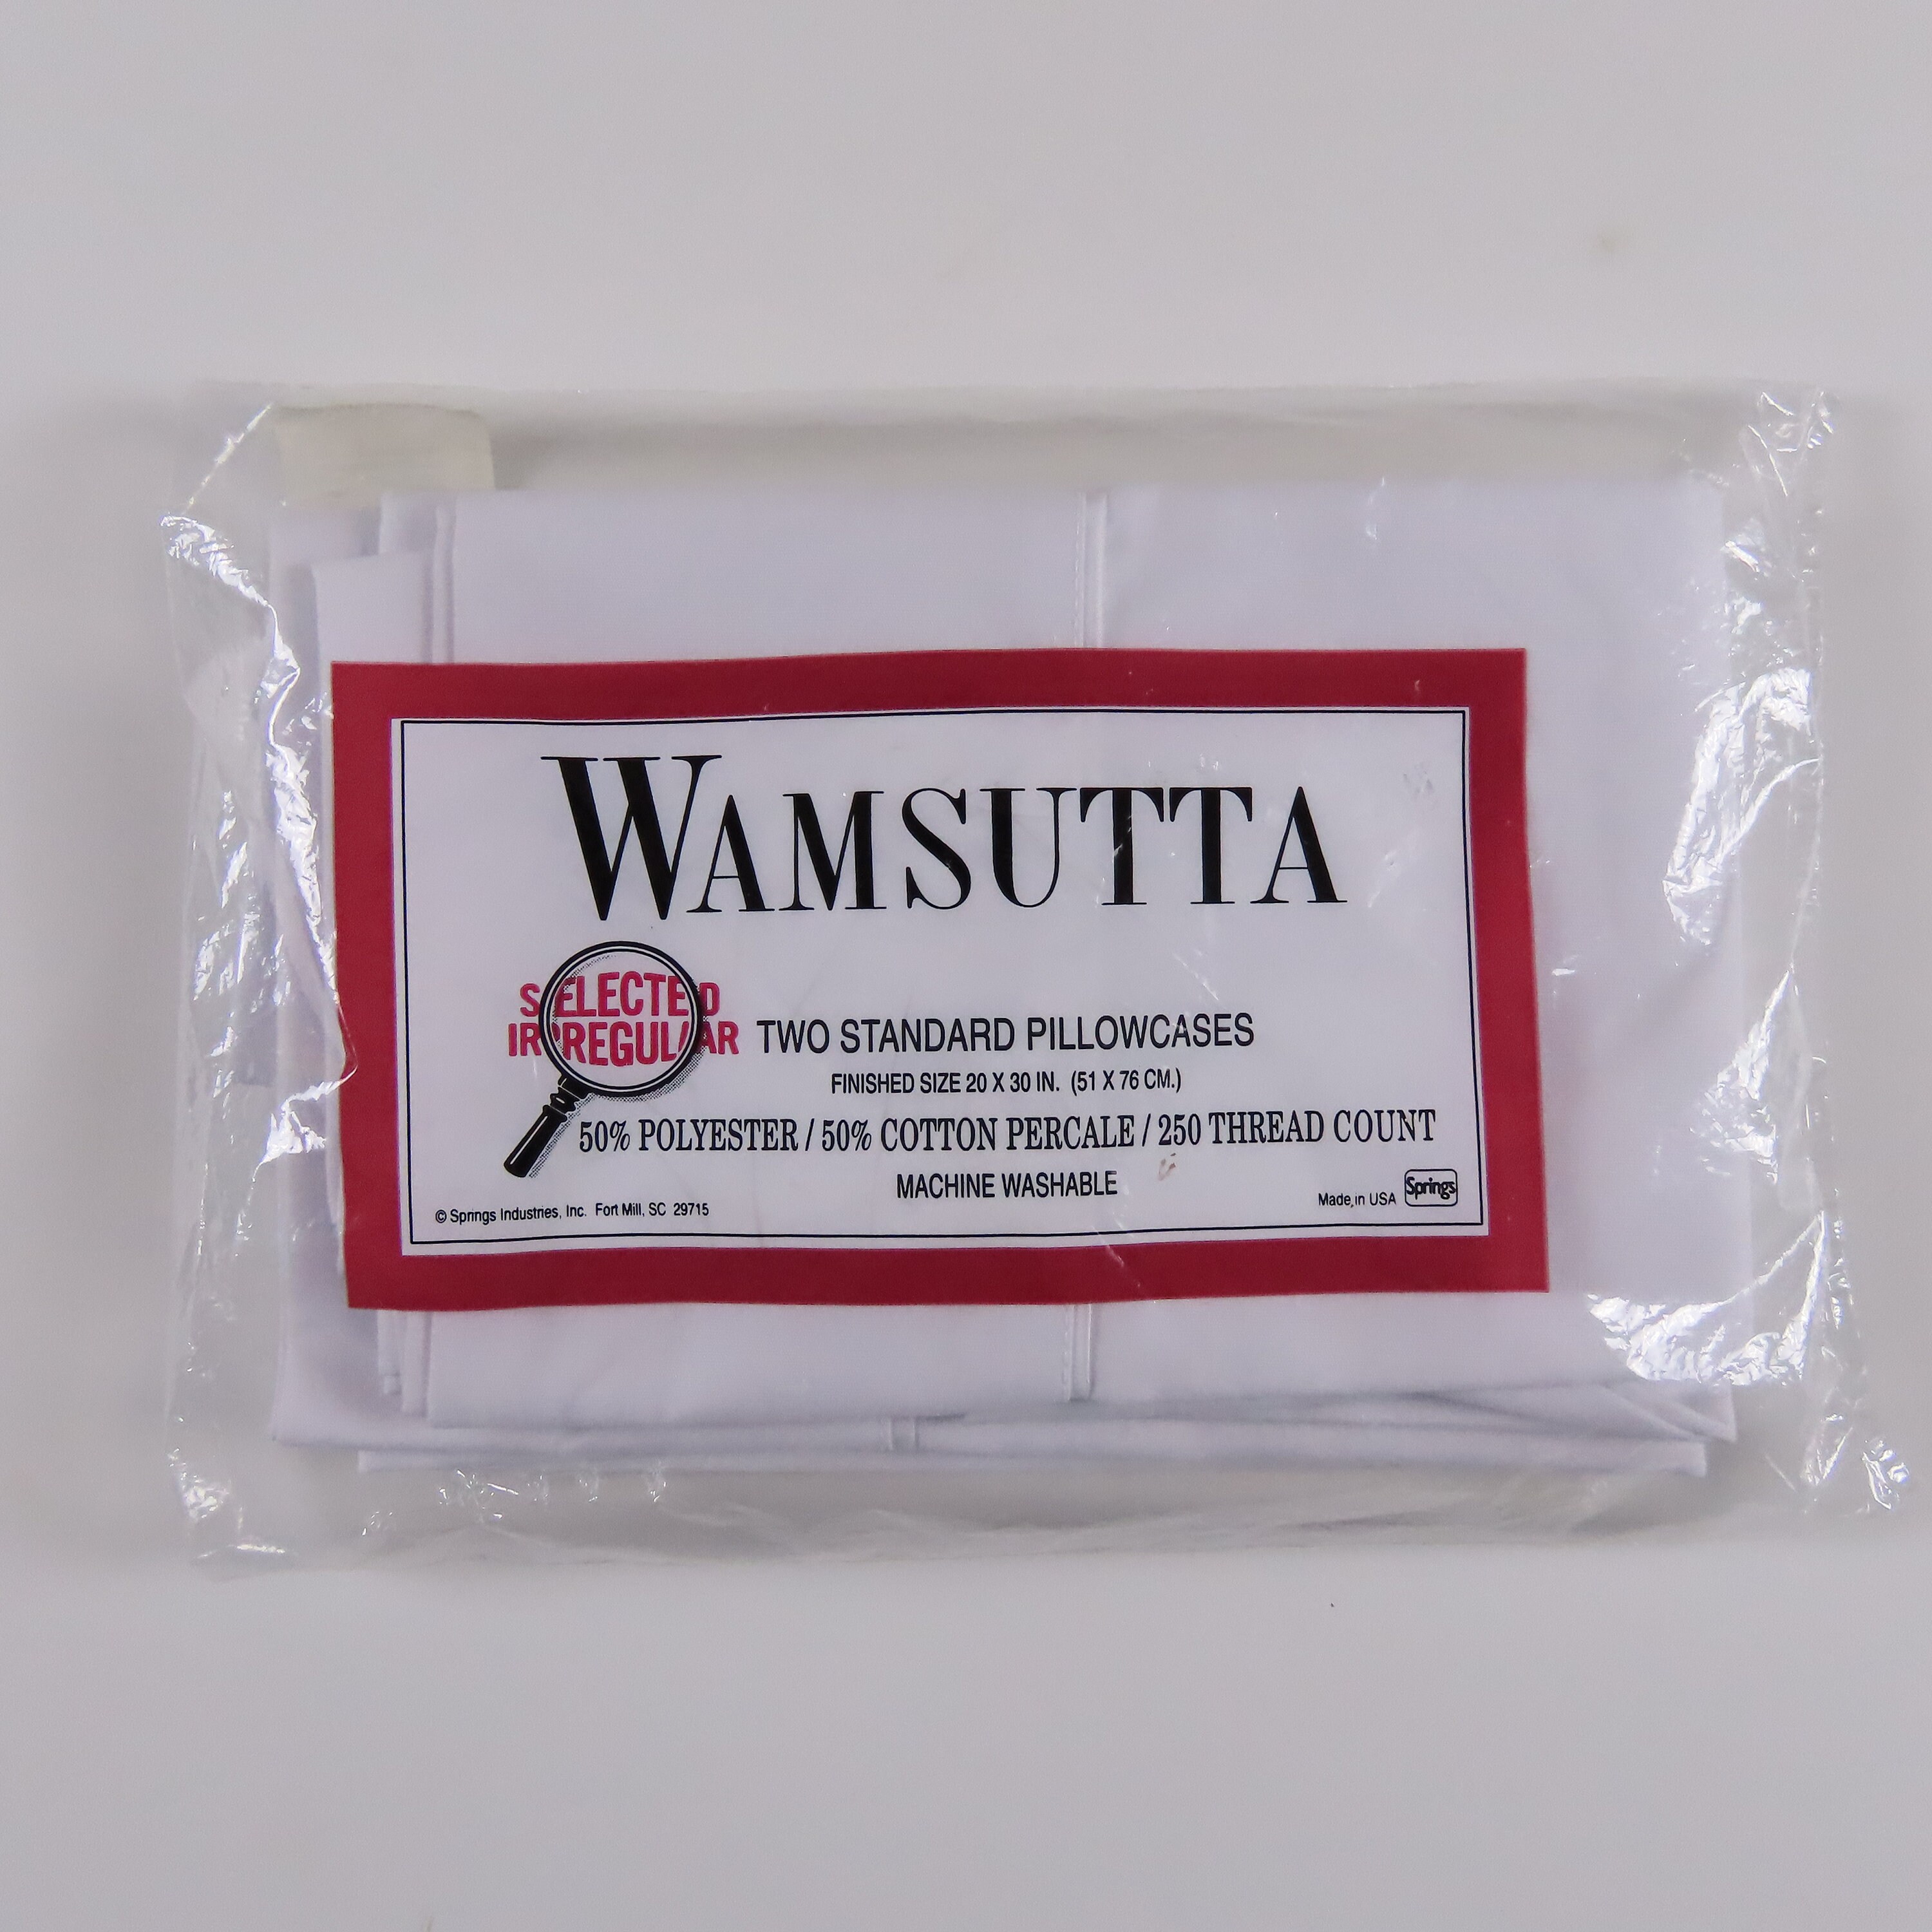 WAMSUTTA
SELECTED
IRREGULAR
TWO STANDARD PILLOWCASES
FINISHED SIZE 20 X 30 IN. (51 X 76 CM.)
50% POLYESTER / 50% COTTON PERCALE / 250 THREAD COUNT
MACHINE WASHABLE
© Springs Industries, Inc. Fort Mill, SC 29715
Made in USA Springs